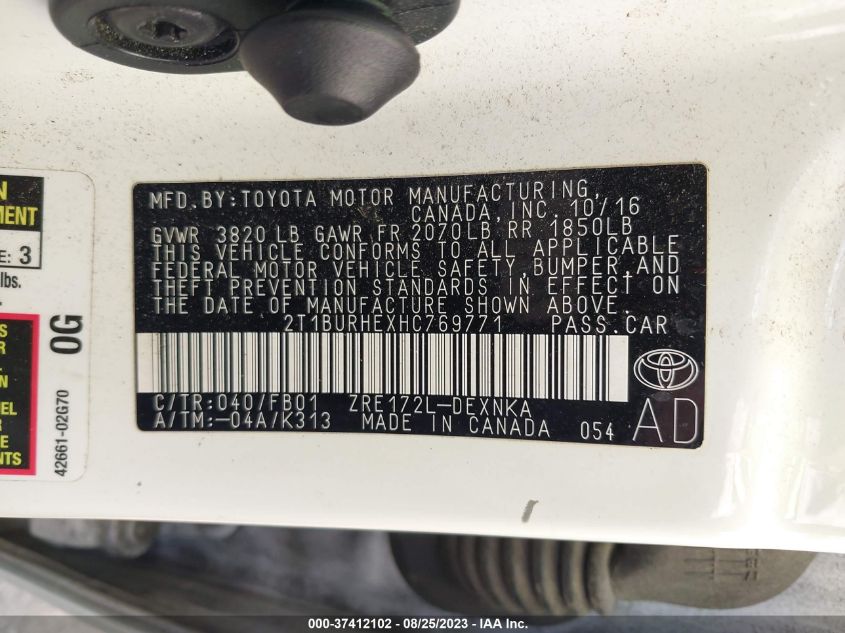 MFD. BY: TOYOTA MOTOR MANUFACTURING,
CANADA, INC. 10/16
GVWR 3820 LB GAWR FR 2070LB, RR 1850LB
THIS VEHICLE CONFORMS TO ALL APPLICABLE
FEDERAL MOTOR VEHICLE SAFETY, BUMPER, AND
THEFT PREVENTION STANDARDS IN EFFECT ON
THE DATE OF MANUFACTURE SHOWN ABOVE.
2T1BURHEXHC769771 PASS. CAR
C/TR: 040/FB01 ZRE172L-DEXNKA
A/TM: -04A/K313 MADE IN CANADA 054
AD
E: 3
lbs.
0G
42661-02G70
000-37412102 - 08/25/2023 - IAA Inc.